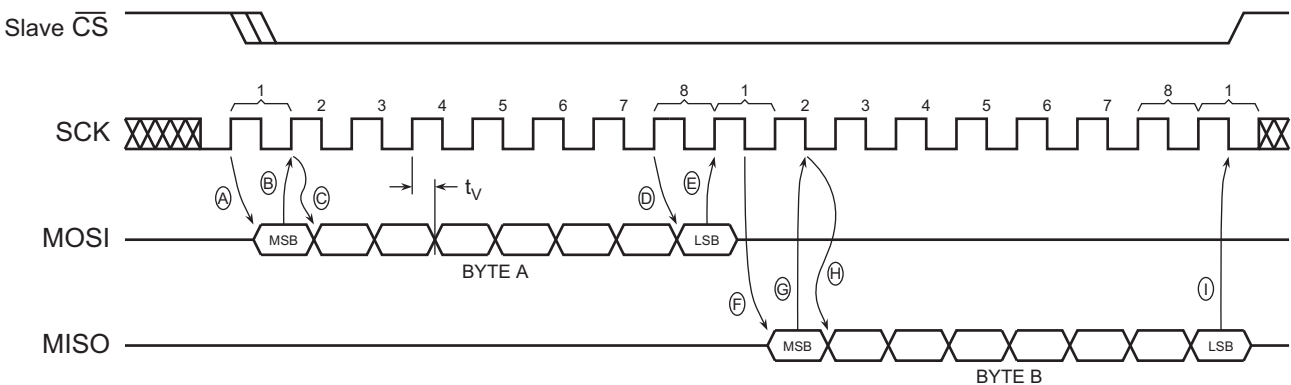 Slave CS
1 2 3 4 5 6 7 8 1 2 3 4 5 6 7 8 1
SCK
A B C tV D E
MOSI MSB LSB
BYTE A
F G H I
MISO MSB LSB
BYTE B